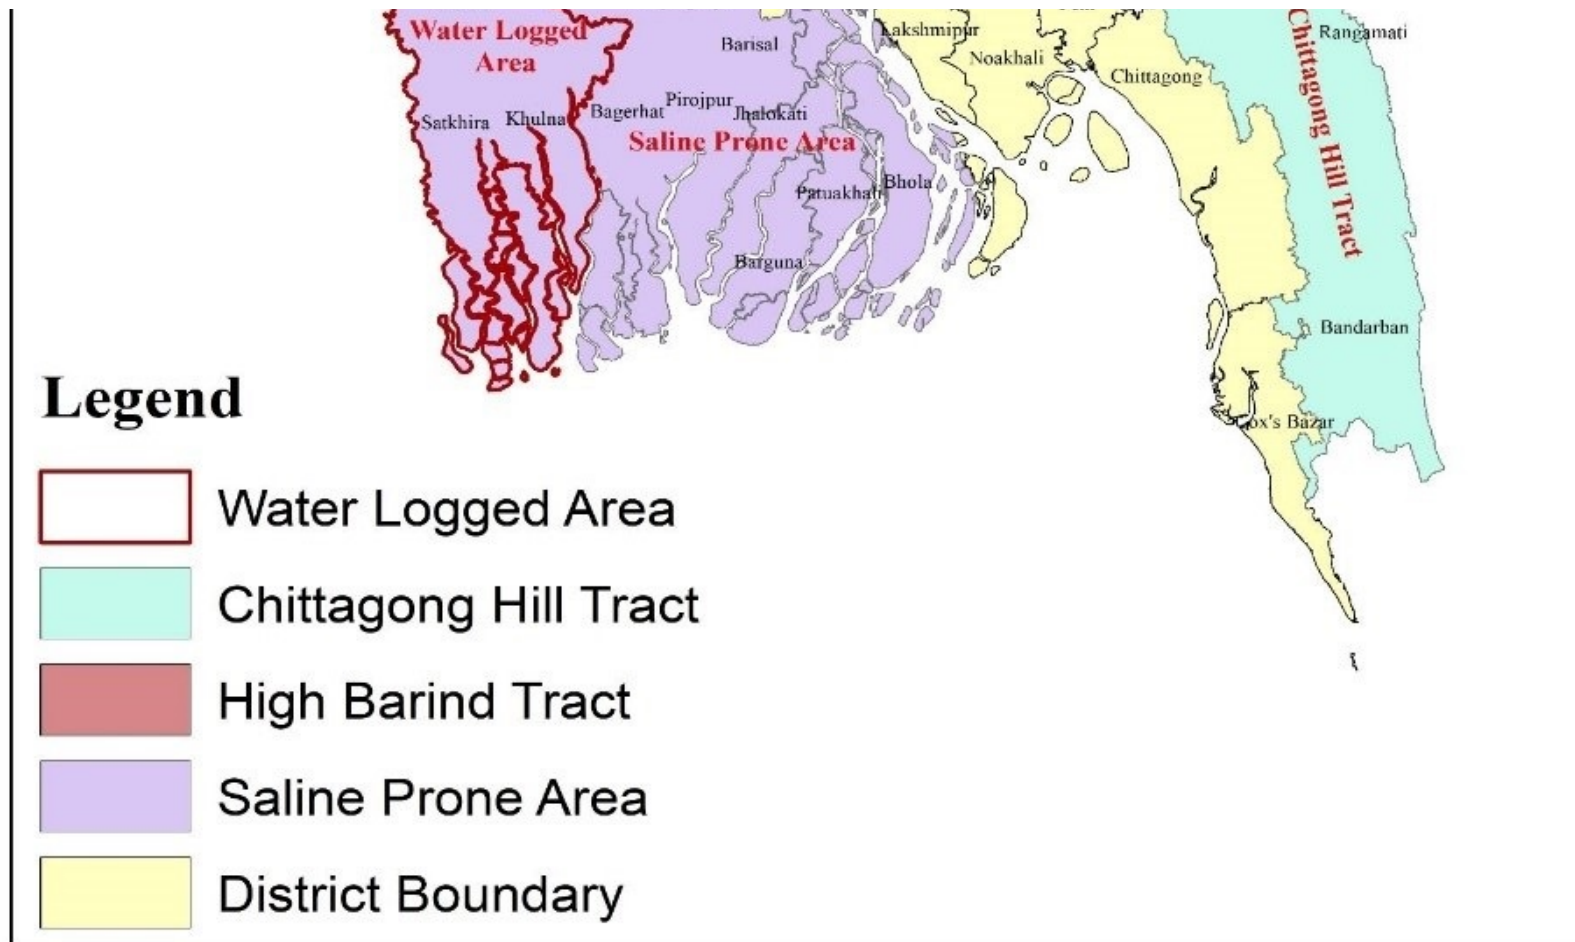 Water Logged
Area
Barisal
Lakshmipur
Noakhali
Chittagong
Chittagong Hill Tract
Rangamati
Satkhira
Khulna
Bagerhat
Pirojpur
Jhalokati
Saline Prone Area
Patuakhali
Bhola
Barguna
Bandarban
Cox's Bazar
Legend
Water Logged Area
Chittagong Hill Tract
High Barind Tract
Saline Prone Area
District Boundary